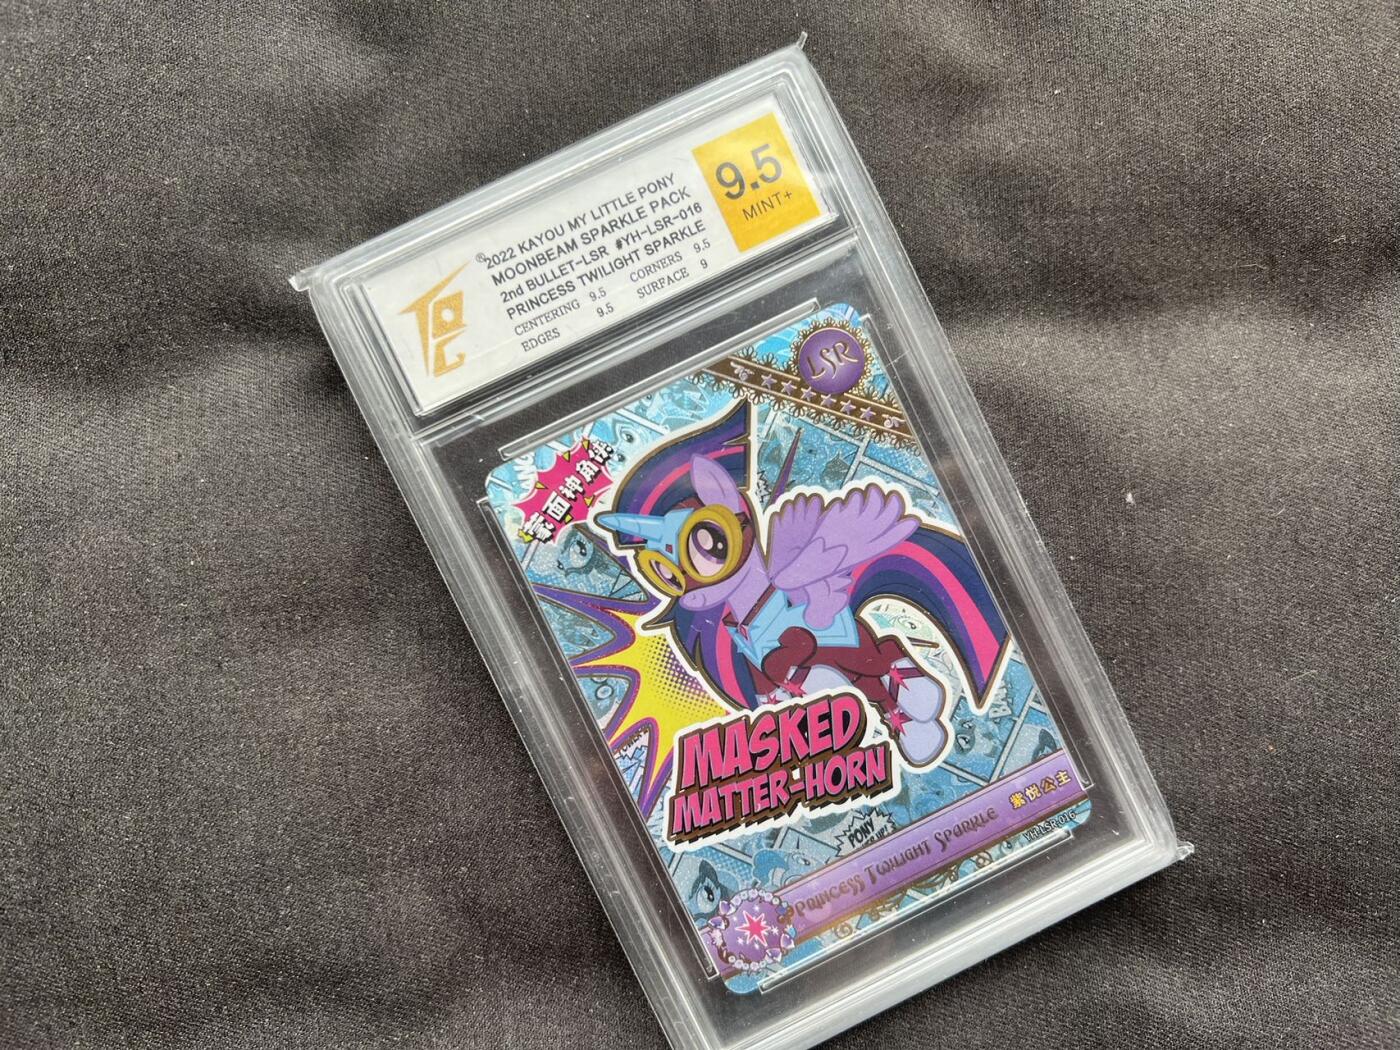 ®2022 KAYOU MY LITTLE PONY
MOONBEAM SPARKLE PACK
2nd BULLET-LSR #YH-LSR-016
PRINCESS TWILIGHT SPARKLE
CENTERING 9.5 CORNERS 9.5
EDGES 9.5 SURFACE 9
9.5
MINT+
LSR
蒙面神角侠
MASKED
MATTER-HORN
PONY
Princess Twilight Sparkle 紫悦公主
YH-LSR-016